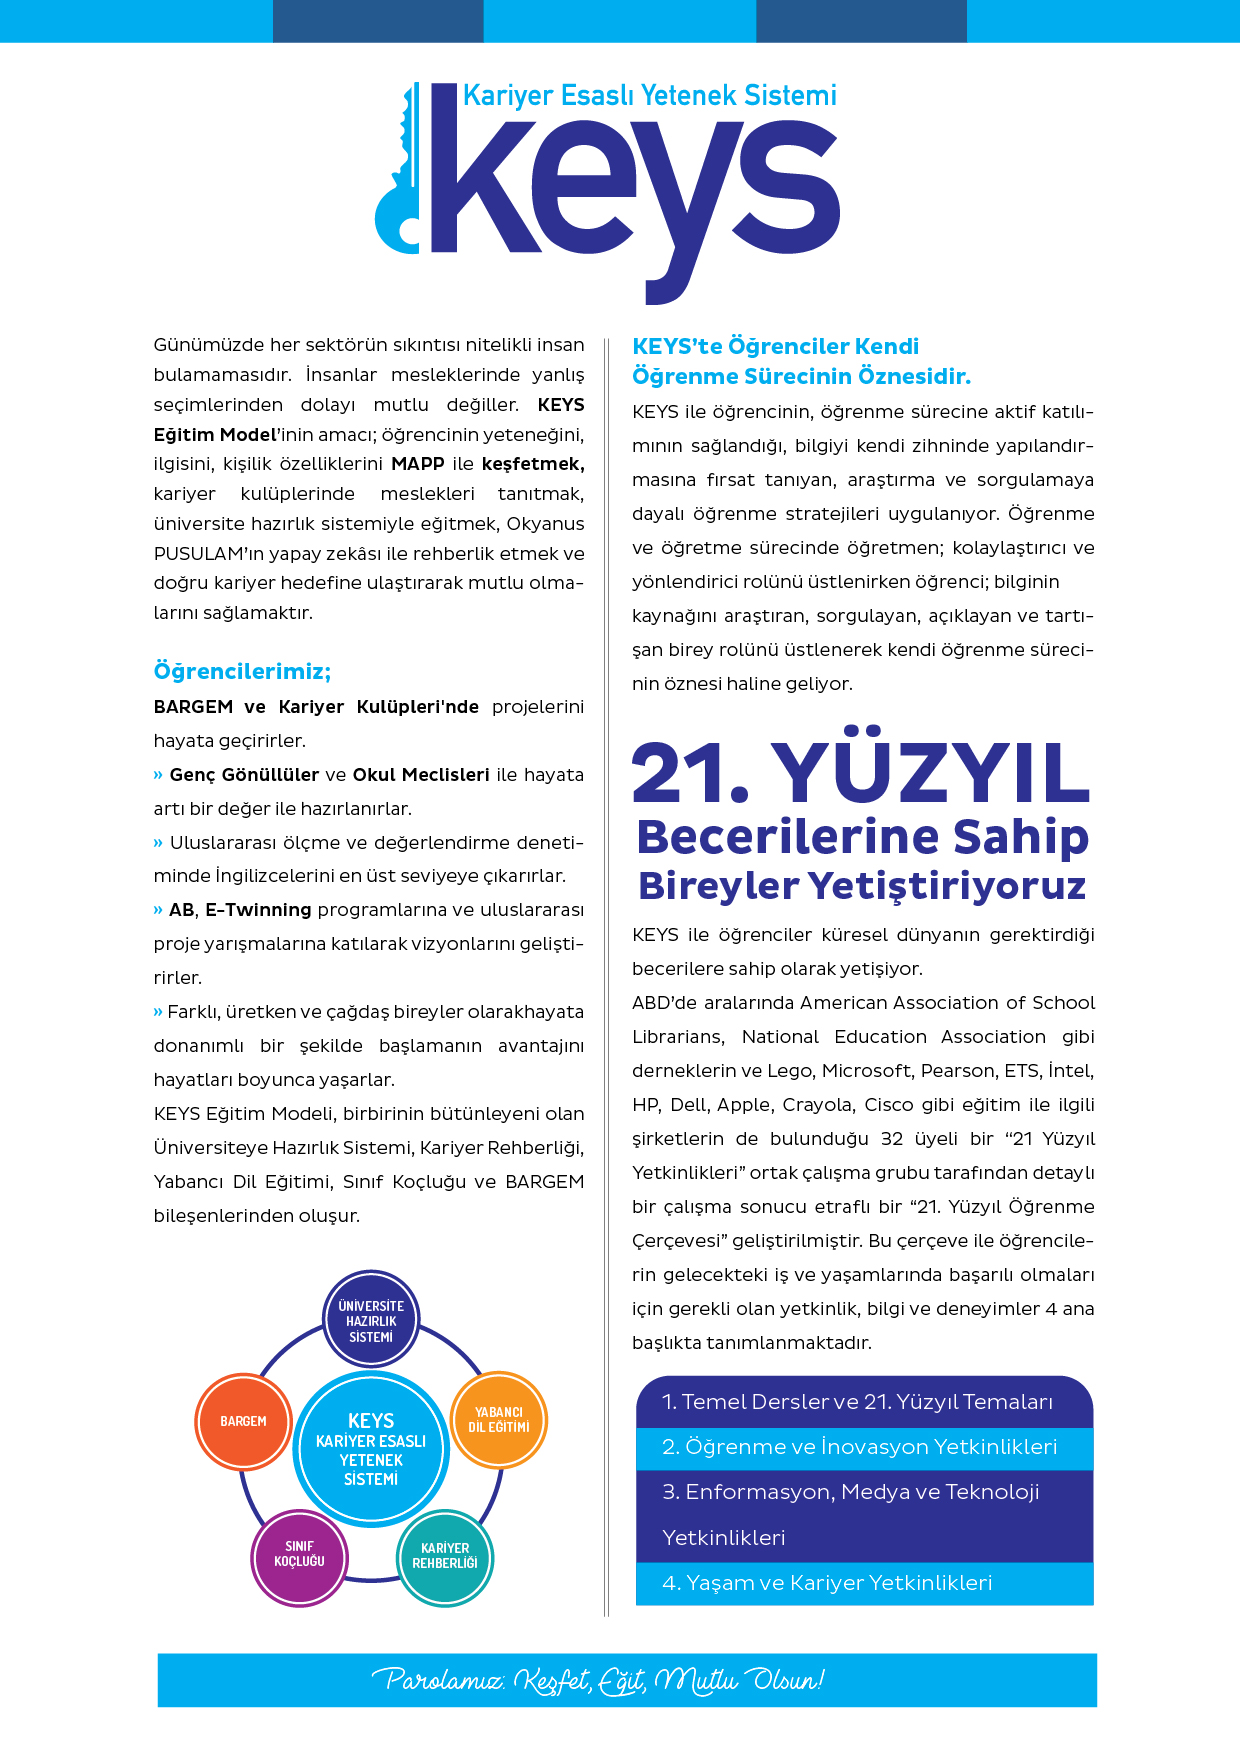 Kariyer Esaslı Yetenek Sistemi
keys
Günümüzde her sektörün sıkıntısı nitelikli insan
bulamamasıdır. İnsanlar mesleklerinde yanlış
seçimlerinden dolayı mutlu değiller. KEYS
Eğitim Model’inin amacı; öğrencinin yeteneğini,
ilgisini, kişilik özelliklerini MAPP ile keşfetmek,
kariyer kulüplerinde meslekleri tanıtmak,
üniversite hazırlık sistemiyle eğitmek, Okyanus
PUSULAM’ın yapay zekâsı ile rehberlik etmek ve
doğru kariyer hedefine ulaştırarak mutlu olma-
larını sağlamaktır.
Öğrencilerimiz;
BARGEM ve Kariyer Kulüpleri'nde projelerini
hayata geçirirler.
» Genç Gönüllüler ve Okul Meclisleri ile hayata
artı bir değer ile hazırlanırlar.
» Uluslararası ölçme ve değerlendirme deneti-
minde İngilizcelerini en üst seviyeye çıkarırlar.
» AB, E-Twinning programlarına ve uluslararası
proje yarışmalarına katılarak vizyonlarını gelişti-
rirler.
» Farklı, üretken ve çağdaş bireyler olarakhayata
donanımlı bir şekilde başlamanın avantajını
hayatları boyunca yaşarlar.
KEYS Eğitim Modeli, birbirinin bütünleyeni olan
Üniversiteye Hazırlık Sistemi, Kariyer Rehberliği,
Yabancı Dil Eğitimi, Sınıf Koçluğu ve BARGEM
bileşenlerinden oluşur.
ÜNİVERSİTE
HAZIRLIK
SİSTEMİ
BARGEM
KEYS
KARİYER ESASLI
YETENEK
SİSTEMİ
YABANCI
DİL EĞİTİMİ
SINIF
KOÇLUĞU
KARİYER
REHBERLİĞİ
KEYS’te Öğrenciler Kendi
Öğrenme Sürecinin Öznesidir.
KEYS ile öğrencinin, öğrenme sürecine aktif katılı-
mının sağlandığı, bilgiyi kendi zihninde yapılandır-
masına fırsat tanıyan, araştırma ve sorgulamaya
dayalı öğrenme stratejileri uygulanıyor. Öğrenme
ve öğretme sürecinde öğretmen; kolaylaştırıcı ve
yönlendirici rolünü üstlenirken öğrenci; bilginin
kaynağını araştıran, sorgulayan, açıklayan ve tartı-
şan birey rolünü üstlenerek kendi öğrenme süreci-
nin öznesi haline geliyor.
21. YÜZYIL
Becerilerine Sahip
Bireyler Yetiştiriyoruz
KEYS ile öğrenciler küresel dünyanın gerektirdiği
becerilere sahip olarak yetişiyor.
ABD’de aralarında American Association of School
Librarians, National Education Association gibi
derneklerin ve Lego, Microsoft, Pearson, ETS, İntel,
HP, Dell, Apple, Crayola, Cisco gibi eğitim ile ilgili
şirketlerin de bulunduğu 32 üyeli bir “21 Yüzyıl
Yetkinlikleri” ortak çalışma grubu tarafından detaylı
bir çalışma sonucu etraflı bir “21. Yüzyıl Öğrenme
Çerçevesi” geliştirilmiştir. Bu çerçeve ile öğrencile-
rin gelecekteki iş ve yaşamlarında başarılı olmaları
için gerekli olan yetkinlik, bilgi ve deneyimler 4 ana
başlıkta tanımlanmaktadır.
1. Temel Dersler ve 21. Yüzyıl Temaları
2. Öğrenme ve İnovasyon Yetkinlikleri
3. Enformasyon, Medya ve Teknoloji
Yetkinlikleri
4. Yaşam ve Kariyer Yetkinlikleri
Parolamız: Keşfet, Eğit, Mutlu Olsun!